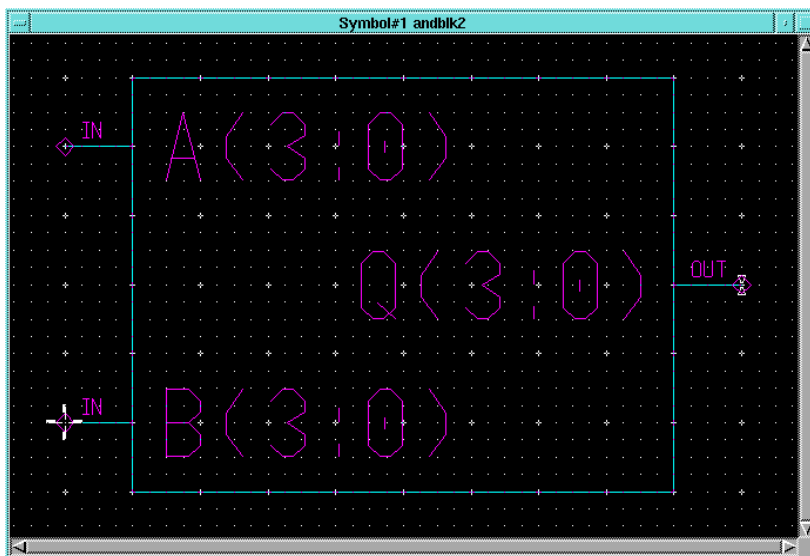 Symbol#1 andblk2
IN
A(3:0)
Q(3:0)
OUT
IN
B(3:0)